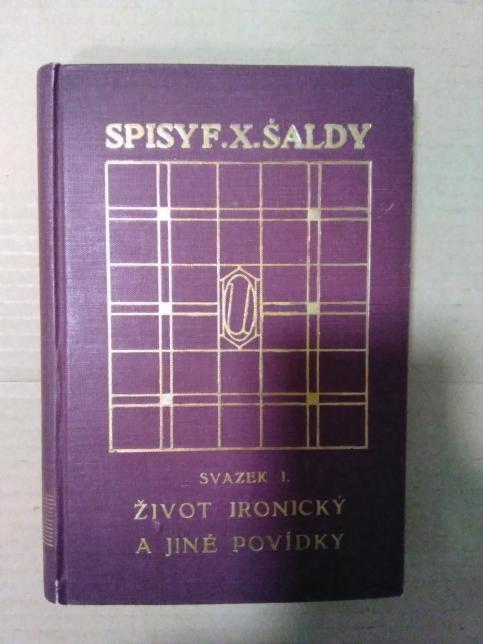 SPISY F. X. ŠALDY
U
SVAZEK I.
ŽIVOT IRONICKÝ
A JINÉ POVÍDKY